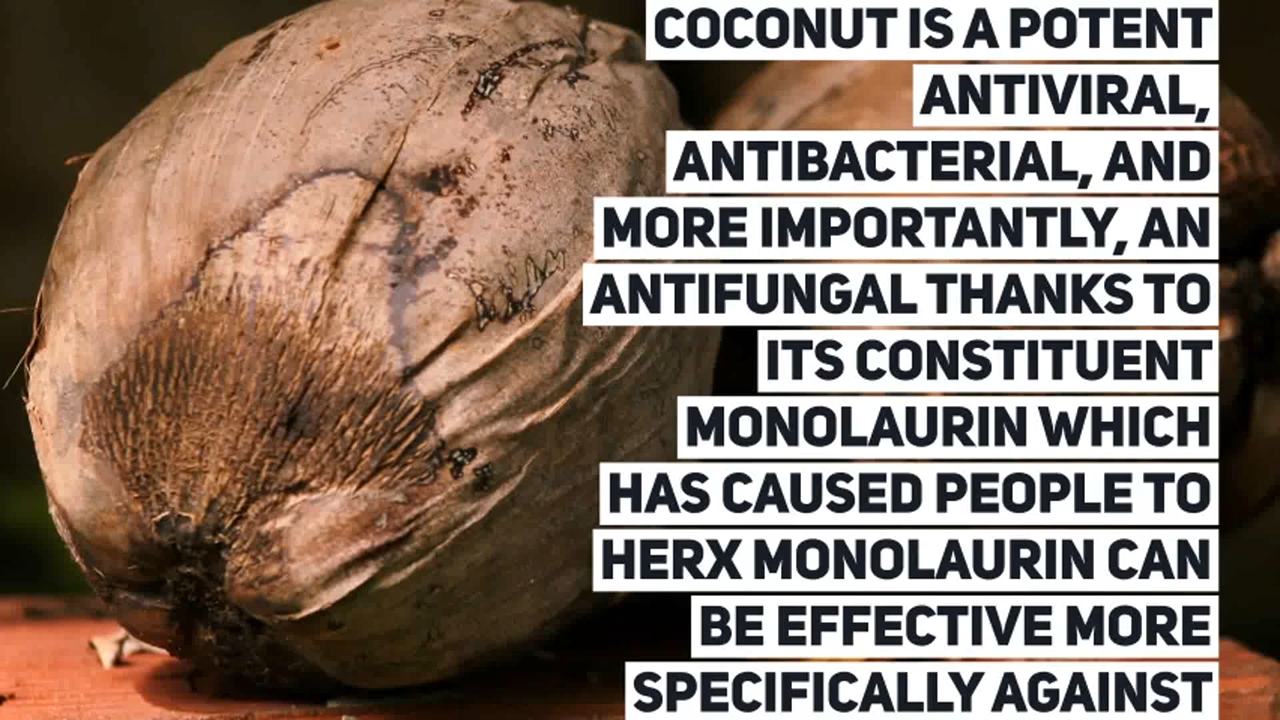 COCONUT IS A POTENT
ANTIVIRAL,
ANTIBACTERIAL, AND
MORE IMPORTANTLY, AN
ANTIFUNGAL THANKS TO
ITS CONSTITUENT
MONOLAURIN WHICH
HAS CAUSED PEOPLE TO
HERX MONOLAURIN CAN
BE EFFECTIVE MORE
SPECIFICALLY AGAINST